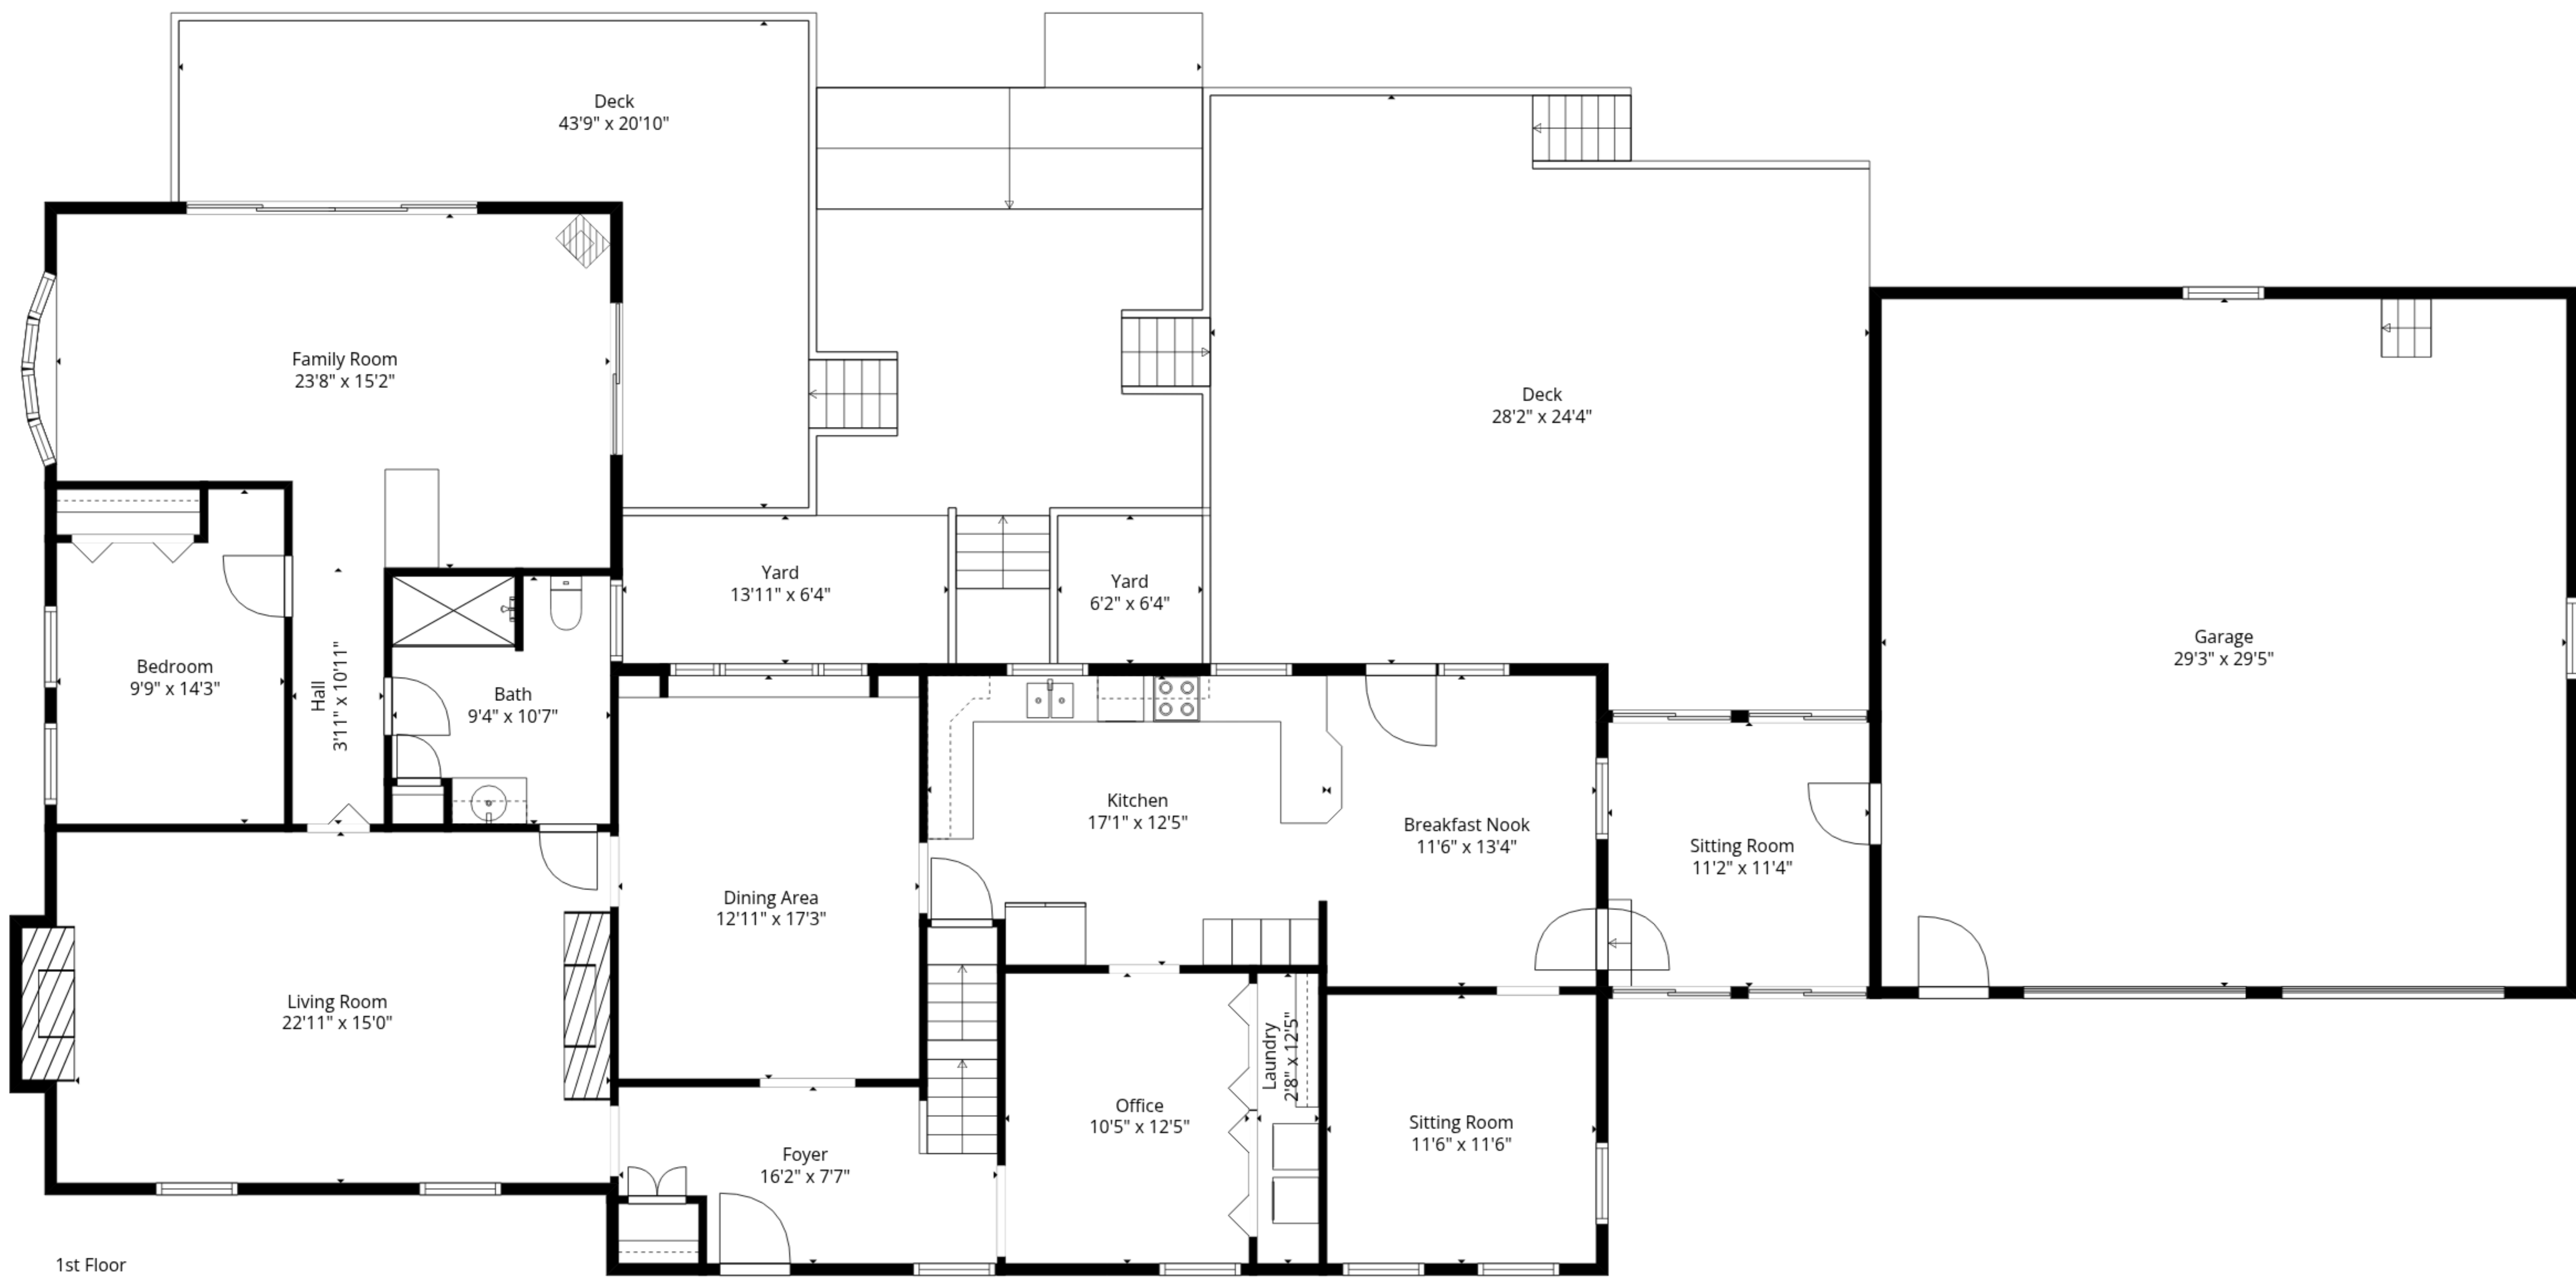 Deck
43'9" x 20'10"
Family Room
23'8" x 15'2"
Deck
28'2" x 24'4"
Yard
13'11" x 6'4"
Yard
6'2" x 6'4"
Garage
29'3" x 29'5"
Bedroom
9'9" x 14'3"
Hall
3'1" x 10'11"
Bath
9'4" x 10'7"
Kitchen
17'1" x 12'5"
Breakfast Nook
11'6" x 13'4"
Sitting Room
11'2" x 11'4"
Dining Area
12'11" x 17'3"
Living Room
22'11" x 15'0"
Laundry
2'8" x 12'5"
Office
10'5" x 12'5"
Sitting Room
11'6" x 11'6"
Foyer
16'2" x 7'7"
1st Floor